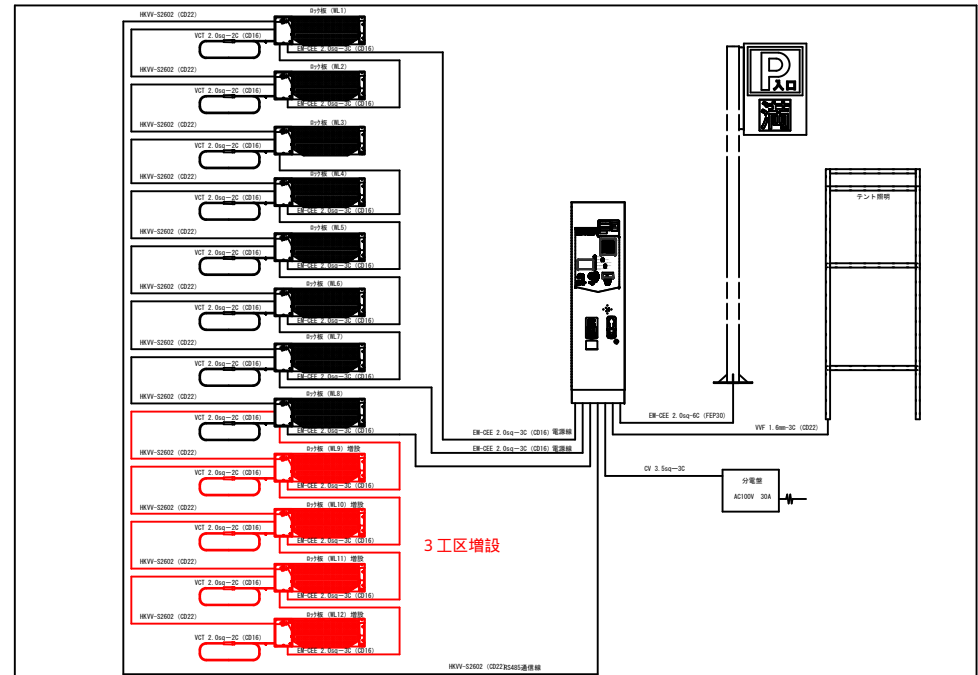 HKVV-S2602 (CD22)
ロック板 (WL1)
VCT 2.0sq-2C (CD16)
EM-CEE 2.0sq-3C (CD16)
HKVV-S2602 (CD22)
ロック板 (WL2)
VCT 2.0sq-2C (CD16)
EM-CEE 2.0sq-3C (CD16)
HKVV-S2602 (CD22)
ロック板 (WL3)
VCT 2.0sq-2C (CD16)
HKVV-S2602 (CD22)
ロック板 (WL4)
VCT 2.0sq-2C (CD16)
EM-CEE 2.0sq-3C (CD16)
HKVV-S2602 (CD22)
ロック板 (WL5)
VCT 2.0sq-2C (CD16)
EM-CEE 2.0sq-3C (CD16)
HKVV-S2602 (CD22)
ロック板 (WL6)
VCT 2.0sq-2C (CD16)
EM-CEE 2.0sq-3C (CD16)
HKVV-S2602 (CD22)
ロック板 (WL7)
VCT 2.0sq-2C (CD16)
EM-CEE 2.0sq-3C (CD16)
HKVV-S2602 (CD22)
ロック板 (WL8)
VCT 2.0sq-2C (CD16)
EM-CEE 2.0sq-3C (CD16)
HKVV-S2602 (CD22)
ロック板 (WL9) 増設
VCT 2.0sq-2C (CD16)
EM-CEE 2.0sq-3C (CD16)
HKVV-S2602 (CD22)
ロック板 (WL10) 増設
VCT 2.0sq-2C (CD16)
EM-CEE 2.0sq-3C (CD16)
HKVV-S2602 (CD22)
ロック板 (WL11) 増設
VCT 2.0sq-2C (CD16)
EM-CEE 2.0sq-3C (CD16)
HKVV-S2602 (CD22)
ロック板 (WL12) 増設
VCT 2.0sq-2C (CD16)
EM-CEE 2.0sq-3C (CD16)
3工区増設
HKVV-S2602 (CD22)RS485通信線
EM-CEE 2.0sq-3C (CD16) 電源線
EM-CEE 2.0sq-3C (CD16) 電源線
P
入口
満
テント照明
EM-CEE 2.0sq-6C (FEP30)
VVF 1.6mm-3C (CD22)
CV 3.5sq-3C
分電盤
AC100V 30A